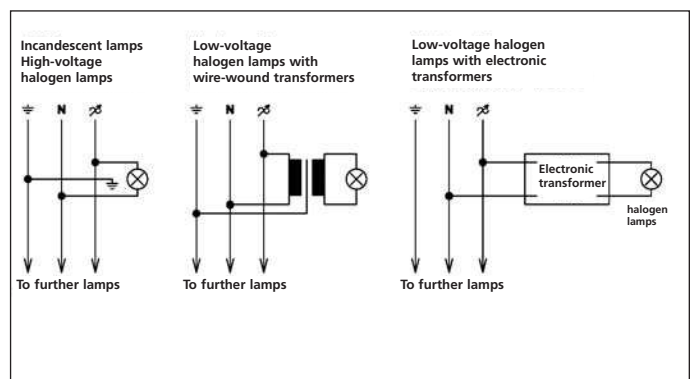 Incandescent lamps
High-voltage
halogen lamps
Low-voltage
halogen lamps with
wire-wound transformers
Low-voltage halogen
lamps with electronic
transformers
N
N
N
Electronic
transformer
halogen
lamps
To further lamps
To further lamps
To further lamps